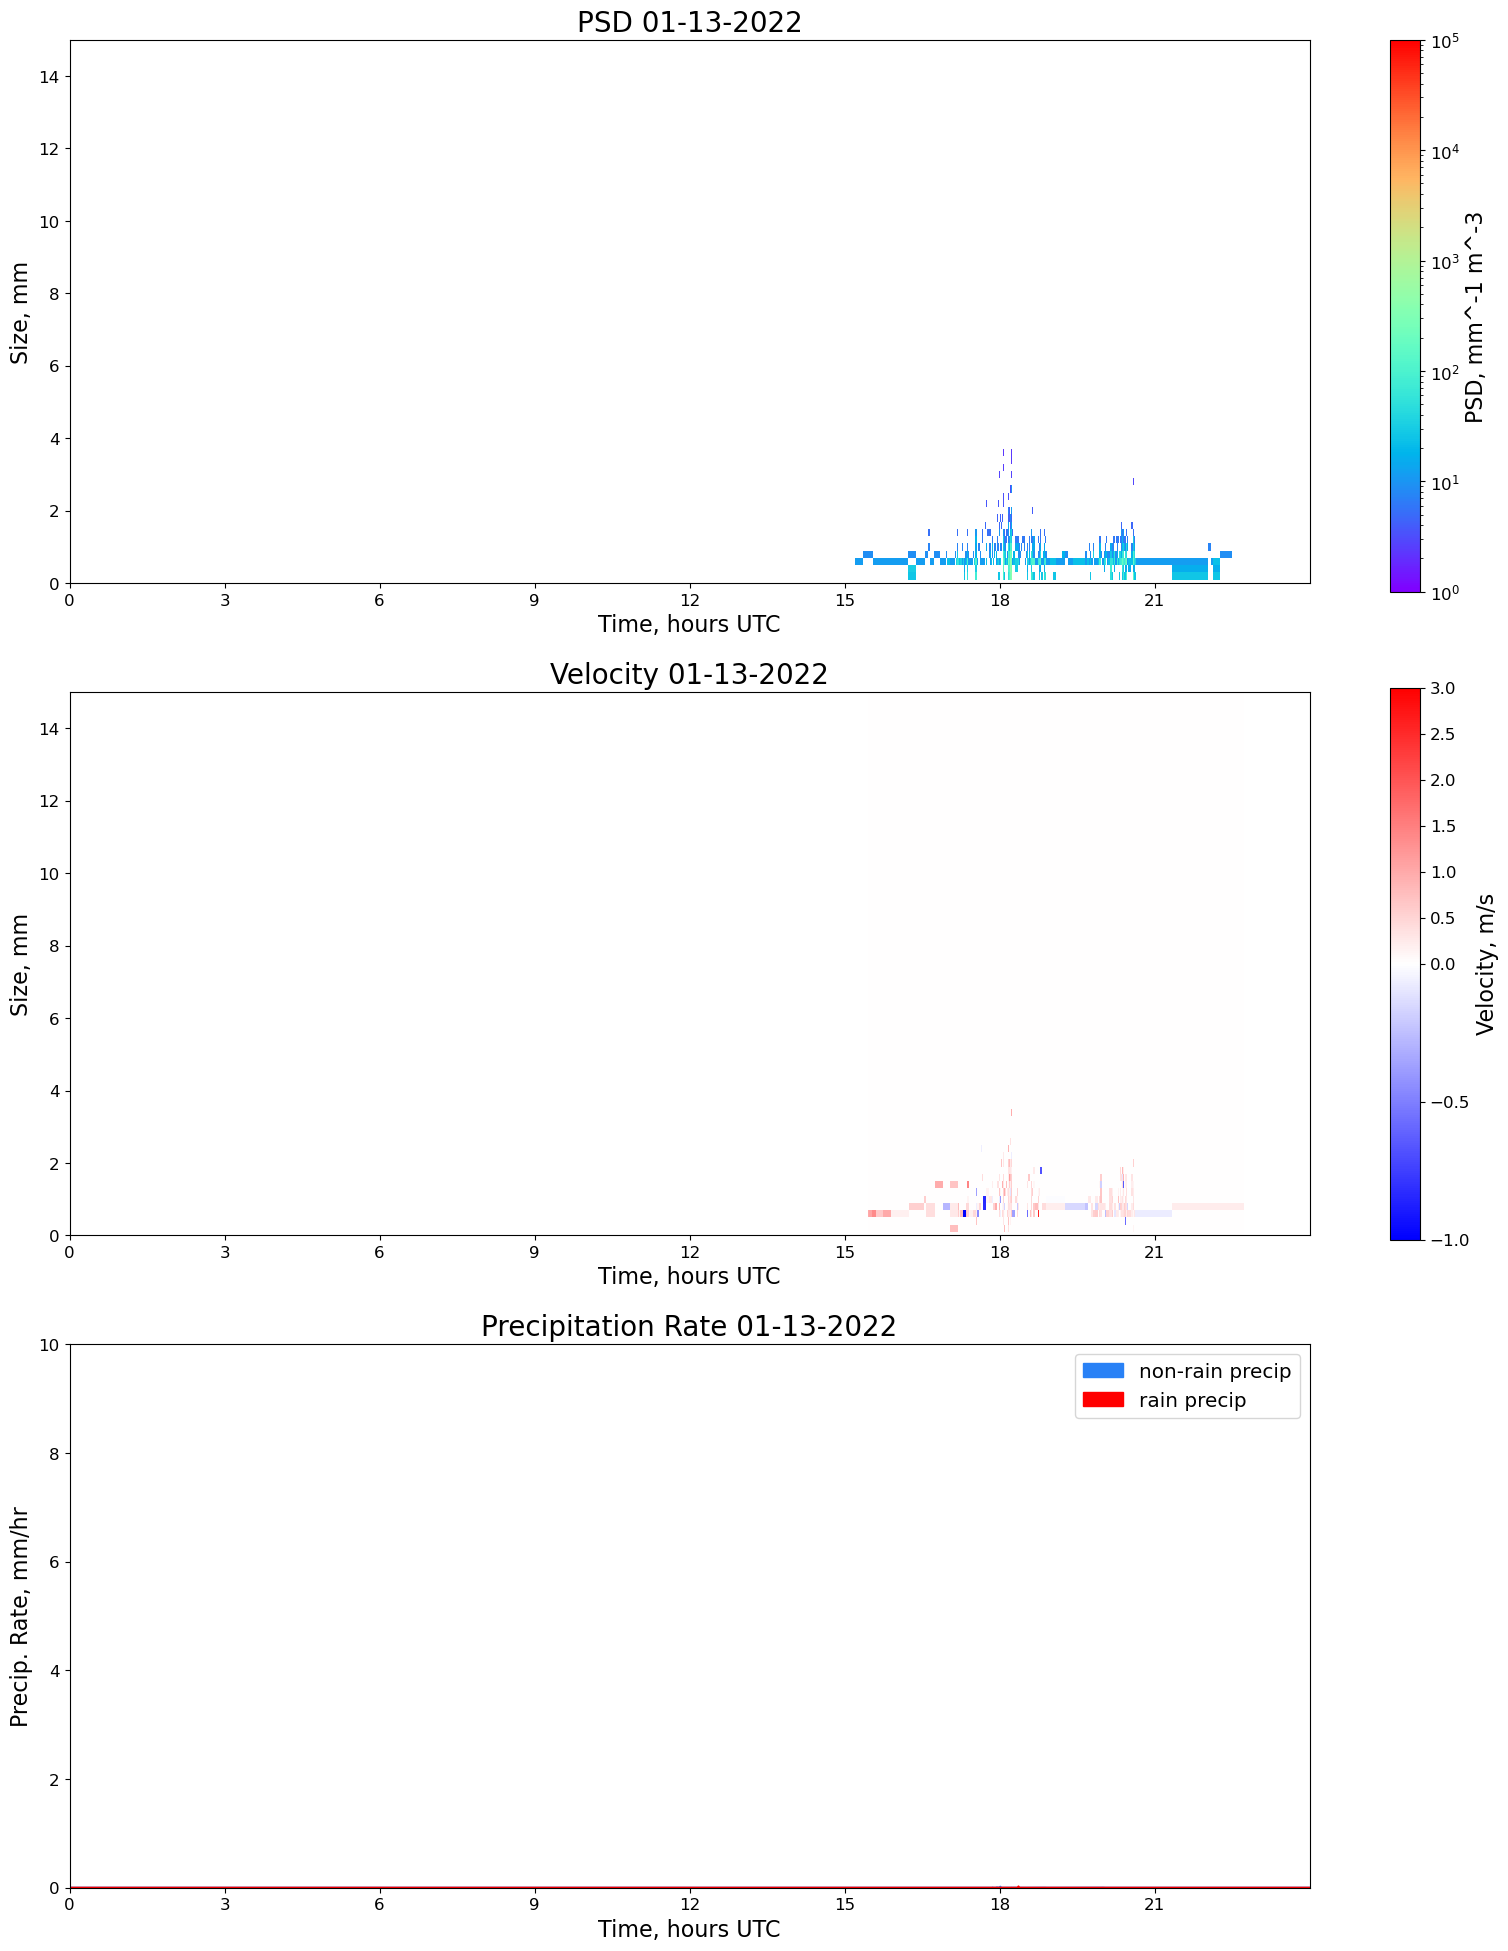 PSD 01-13-2022
14
12
10
8
6
4
2
0
Size, mm
0 3 6 9 12 15 18 21
Time, hours UTC
10^5
10^4
10^3
10^2
10^1
10^0
PSD, mm^-1 m^-3
Velocity 01-13-2022
14
12
10
8
6
4
2
0
Size, mm
0 3 6 9 12 15 18 21
Time, hours UTC
3.0
2.5
2.0
1.5
1.0
0.5
0.0
−0.5
−1.0
Velocity, m/s
Precipitation Rate 01-13-2022
10
8
6
4
2
0
Precip. Rate, mm/hr
non-rain precip
rain precip
0 3 6 9 12 15 18 21
Time, hours UTC